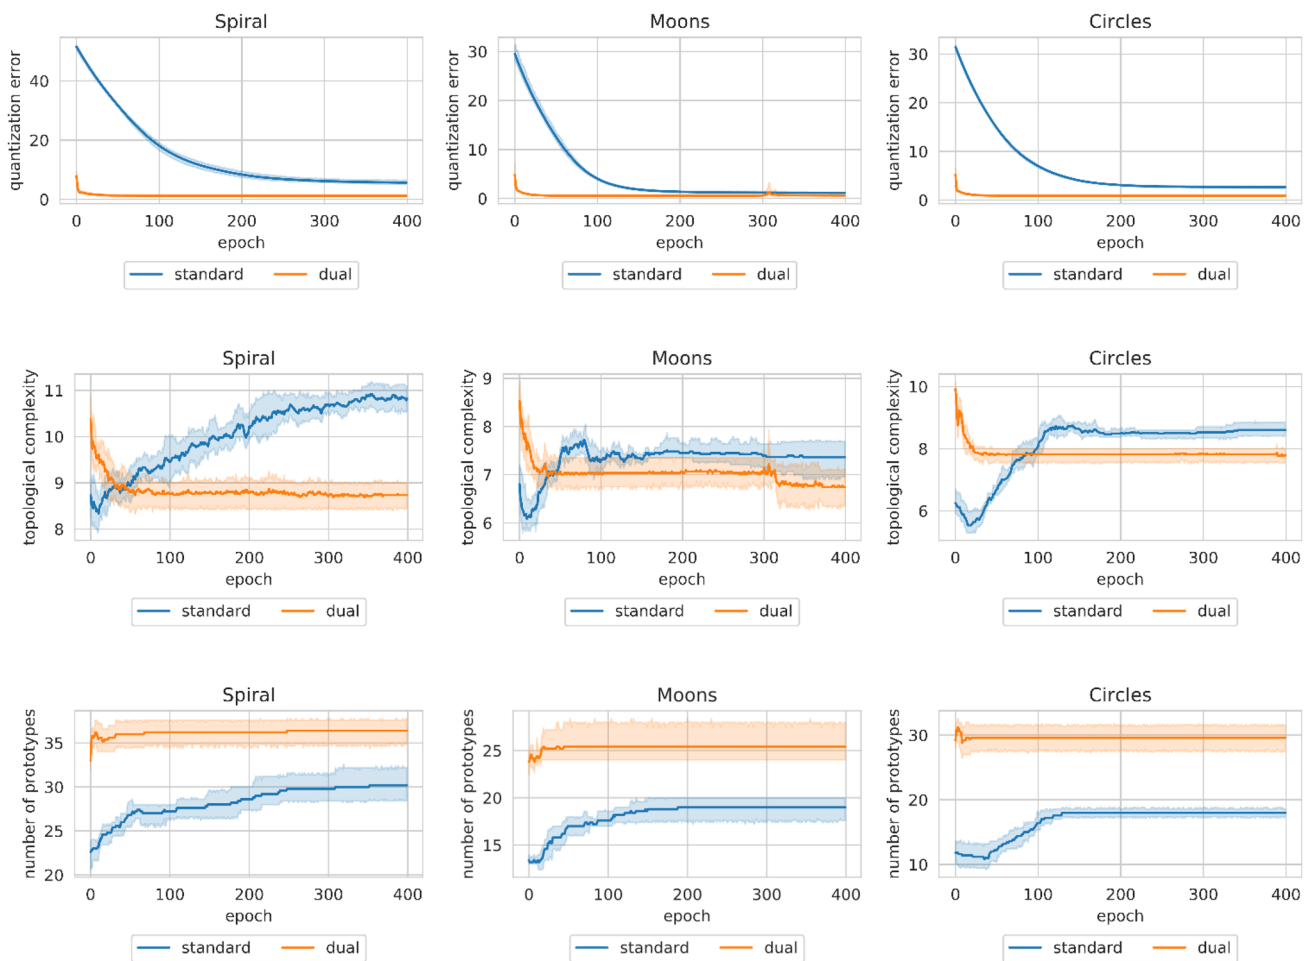 Spiral
Moons
Circles
quantization error
40
20
0
0 100 200 300 400
epoch
standard dual
quantization error
30
20
10
0
0 100 200 300 400
epoch
standard dual
quantization error
30
20
10
0
0 100 200 300 400
epoch
standard dual
Spiral
Moons
Circles
topological complexity
11
10
9
8
0 100 200 300 400
epoch
standard dual
topological complexity
9
8
7
6
0 100 200 300 400
epoch
standard dual
topological complexity
10
8
6
0 100 200 300 400
epoch
standard dual
Spiral
Moons
Circles
number of prototypes
35
30
25
20
0 100 200 300 400
epoch
standard dual
number of prototypes
25
20
15
0 100 200 300 400
epoch
standard dual
number of prototypes
30
20
10
0 100 200 300 400
epoch
standard dual